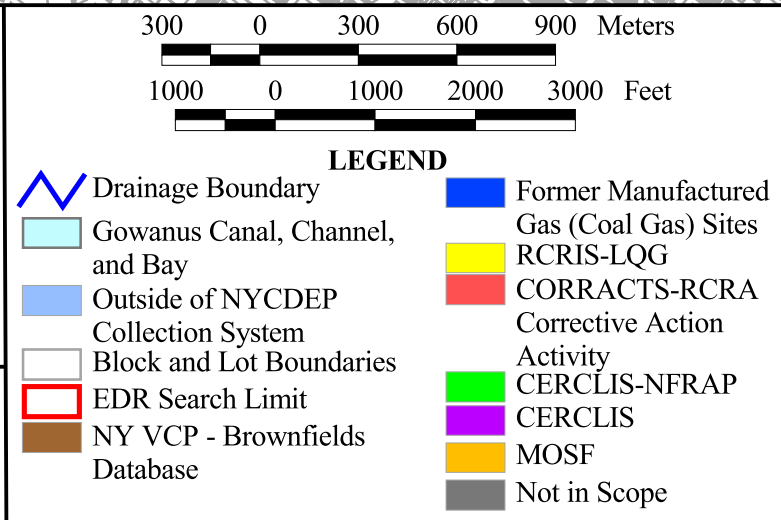 300 0 300 600 900 Meters
1000 0 1000 2000 3000 Feet
LEGEND
Drainage Boundary
Gowanus Canal, Channel,
and Bay
Outside of NYCDEP
Collection System
Block and Lot Boundaries
EDR Search Limit
NY VCP - Brownfields
Database
Former Manufactured
Gas (Coal Gas) Sites
RCRIS-LQG
CORRACTS-RCRA
Corrective Action
Activity
CERCLIS-NFRAP
CERCLIS
MOSF
Not in Scope